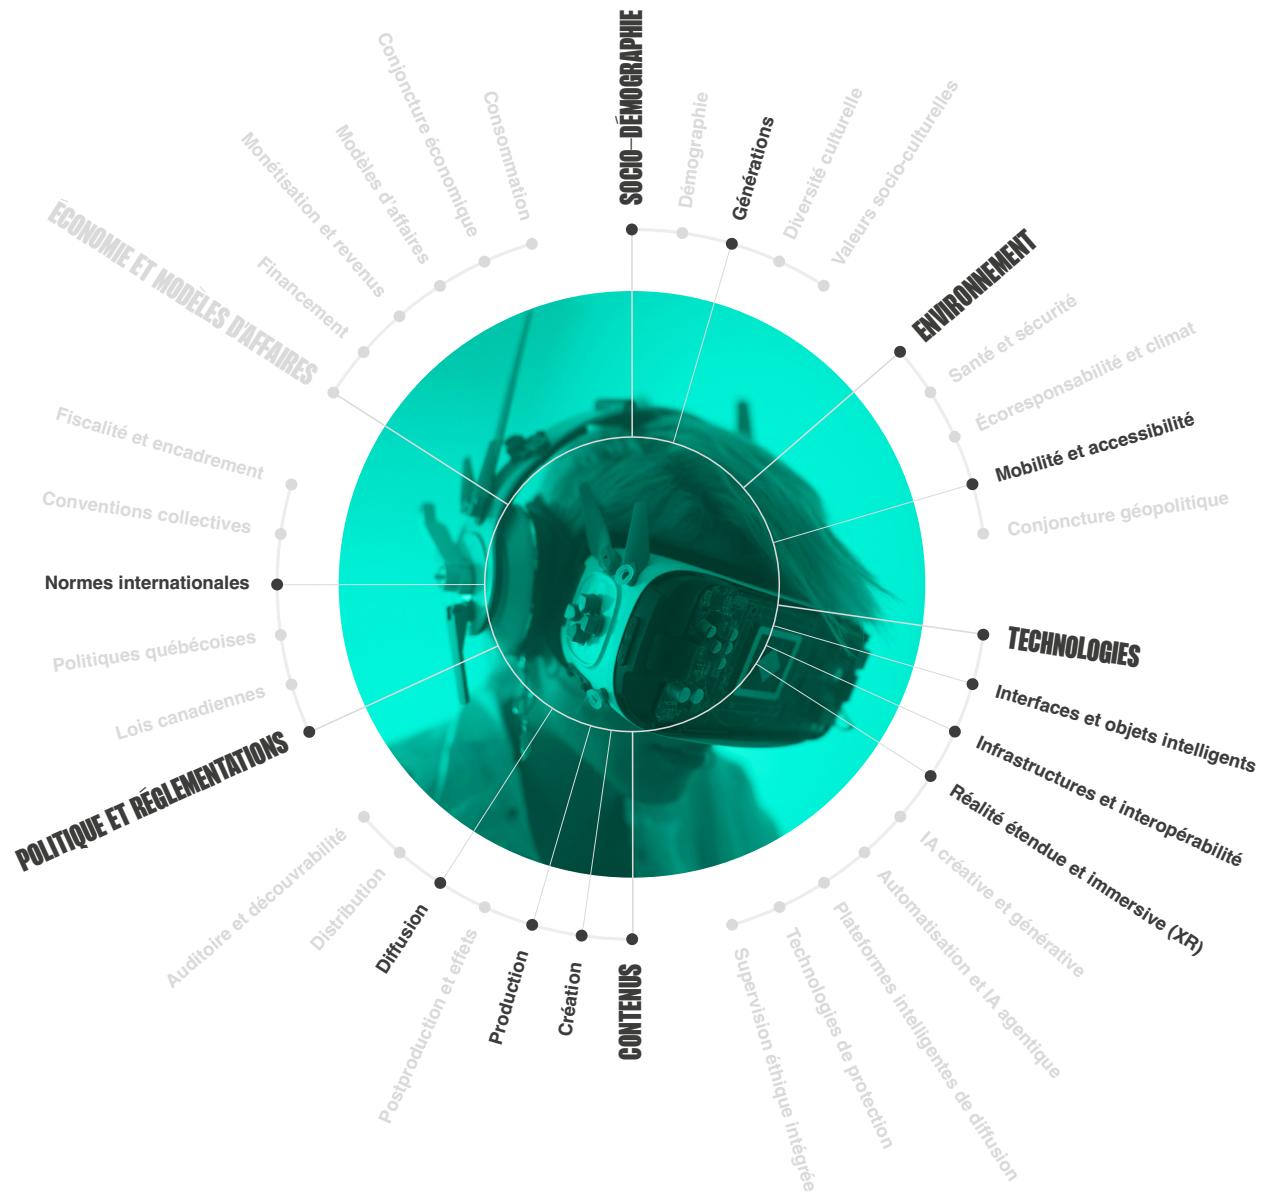 SOCIO-DÉMOGRAPHIE
Démographie
Générations
Diversité culturelle
Valeurs socio-culturelles
ENVIRONNEMENT
Santé et sécurité
Écoresponsabilité et climat
Mobilité et accessibilité
Conjoncture géopolitique
TECHNOLOGIES
Interfaces et objets intelligents
Infrastructures et interopérabilité
Réalité étendue et immersive (XR)
IA créative et générative
Automatisation et IA agentique
Plateformes intelligentes de diffusion
Technologies de protection
Supervision éthique intégrée
CONTENUS
Création
Production
Postproduction et effets
Diffusion
Distribution
Auditoire et découvrabilité
POLITIQUE ET RÉGLEMENTATIONS
Lois canadiennes
Politiques québécoises
Normes internationales
Conventions collectives
Fiscalité et encadrement
ÉCONOMIE ET MODÈLES D'AFFAIRES
Financement
Monétisation et revenus
Modèles d'affaires
Conjoncture économique
Consommation